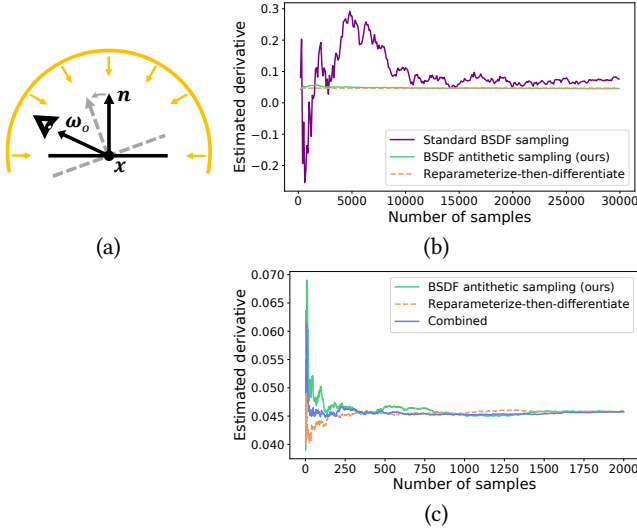 n
ω_o
x
(a)
Estimated derivative
0.3
0.2
0.1
0.0
−0.1
−0.2
Standard BSDF sampling
BSDF antithetic sampling (ours)
Reparameterize-then-differentiate
0 5000 10000 15000 20000 25000 30000
Number of samples
(b)
Estimated derivative
0.070
0.065
0.060
0.055
0.050
0.045
0.040
BSDF antithetic sampling (ours)
Reparameterize-then-differentiate
Combined
0 250 500 750 1000 1250 1500 1750 2000
Number of samples
(c)